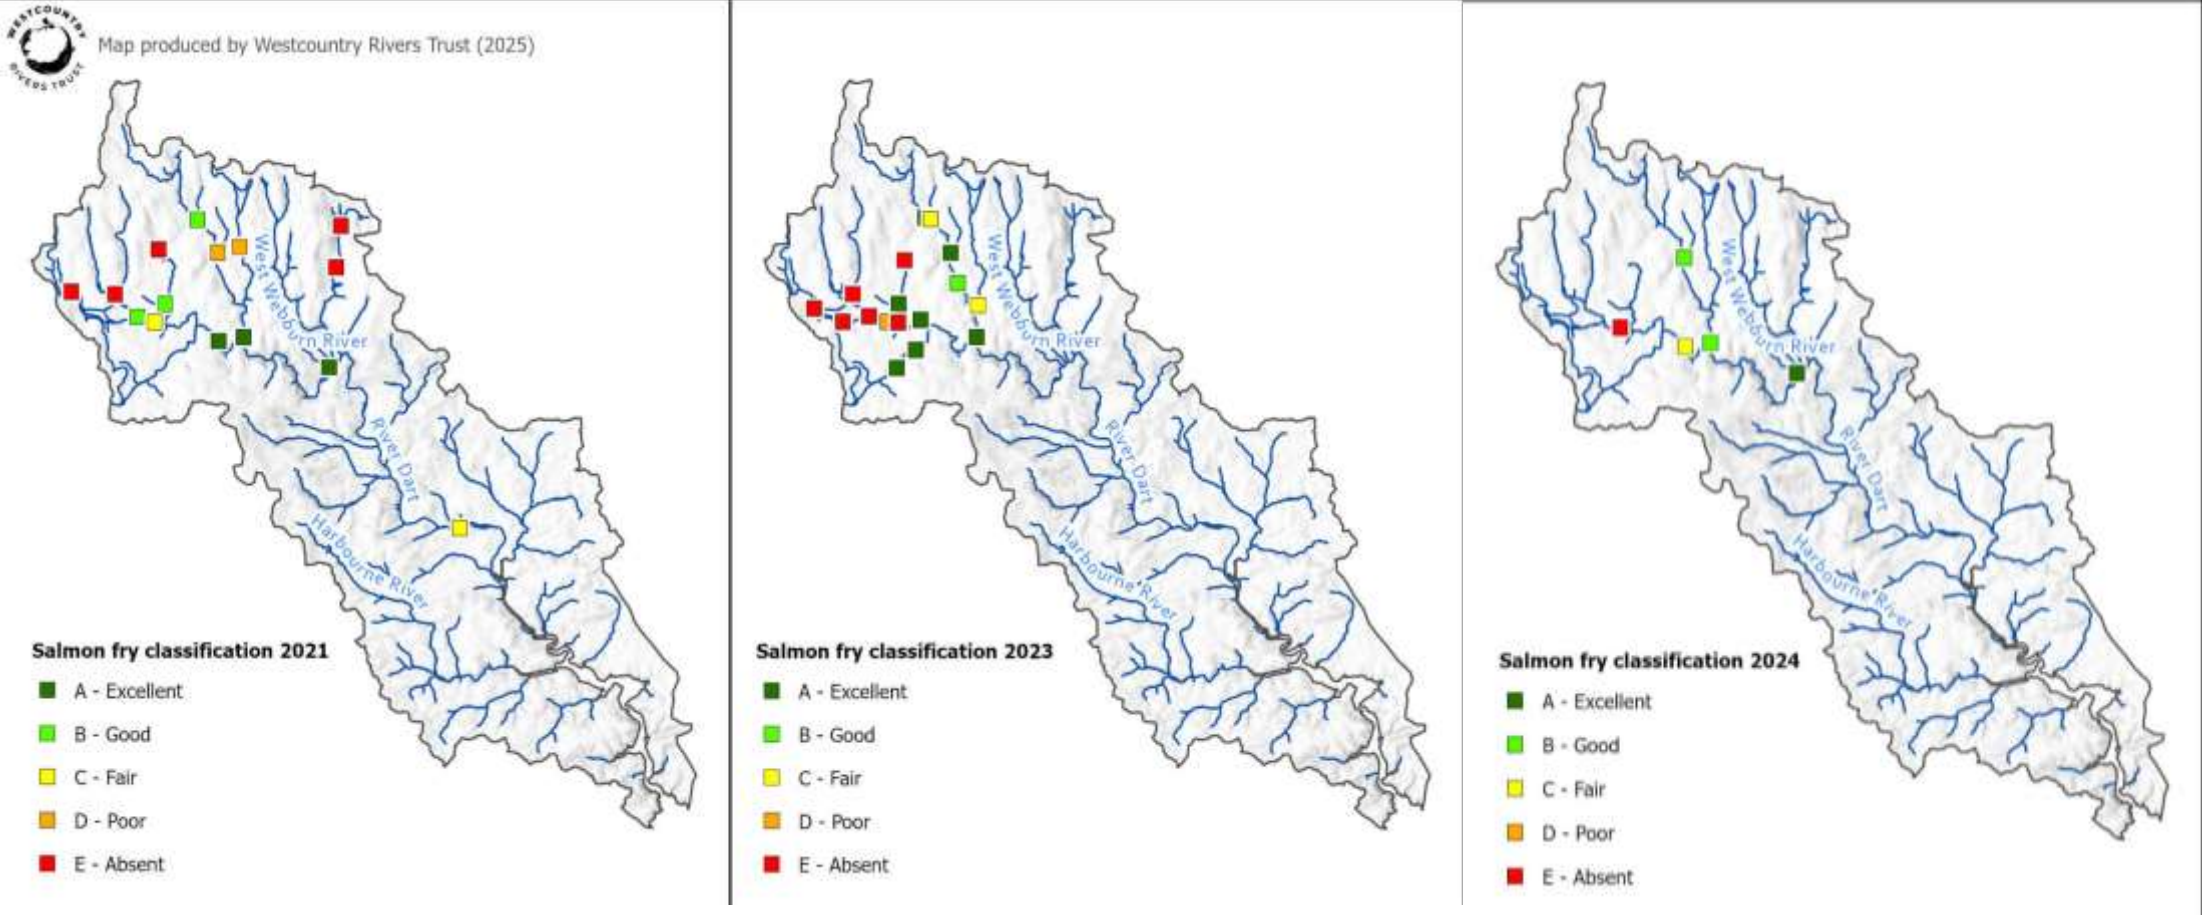 WESTCOUNTRY
RIVERS TRUST
Map produced by Westcountry Rivers Trust (2025)
West Webburn River
River Dart
Harbourne River
Salmon fry classification 2021
A - Excellent
B - Good
C - Fair
D - Poor
E - Absent
West Webburn River
River Dart
Harbourne River
Salmon fry classification 2023
A - Excellent
B - Good
C - Fair
D - Poor
E - Absent
West Webburn River
River Dart
Harbourne River
Salmon fry classification 2024
A - Excellent
B - Good
C - Fair
D - Poor
E - Absent